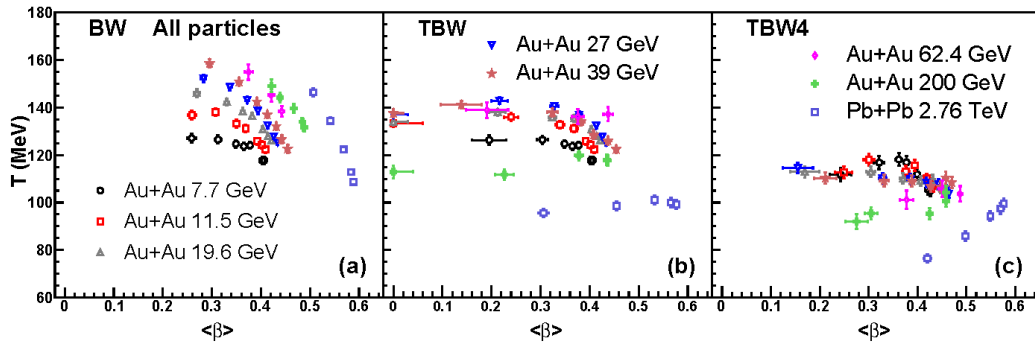 BW All particles
TBW
TBW4
Au+Au 27 GeV
Au+Au 39 GeV
Au+Au 62.4 GeV
Au+Au 200 GeV
Pb+Pb 2.76 TeV
T (MeV)
160
140
120
100
80
60
Au+Au 7.7 GeV
Au+Au 11.5 GeV
Au+Au 19.6 GeV
(a)
(b)
(c)
0 0.1 0.2 0.3 0.4 0.5 0.6
0 0.1 0.2 0.3 0.4 0.5 0.6
0 0.1 0.2 0.3 0.4 0.5 0.6
<β>
<β>
<β>